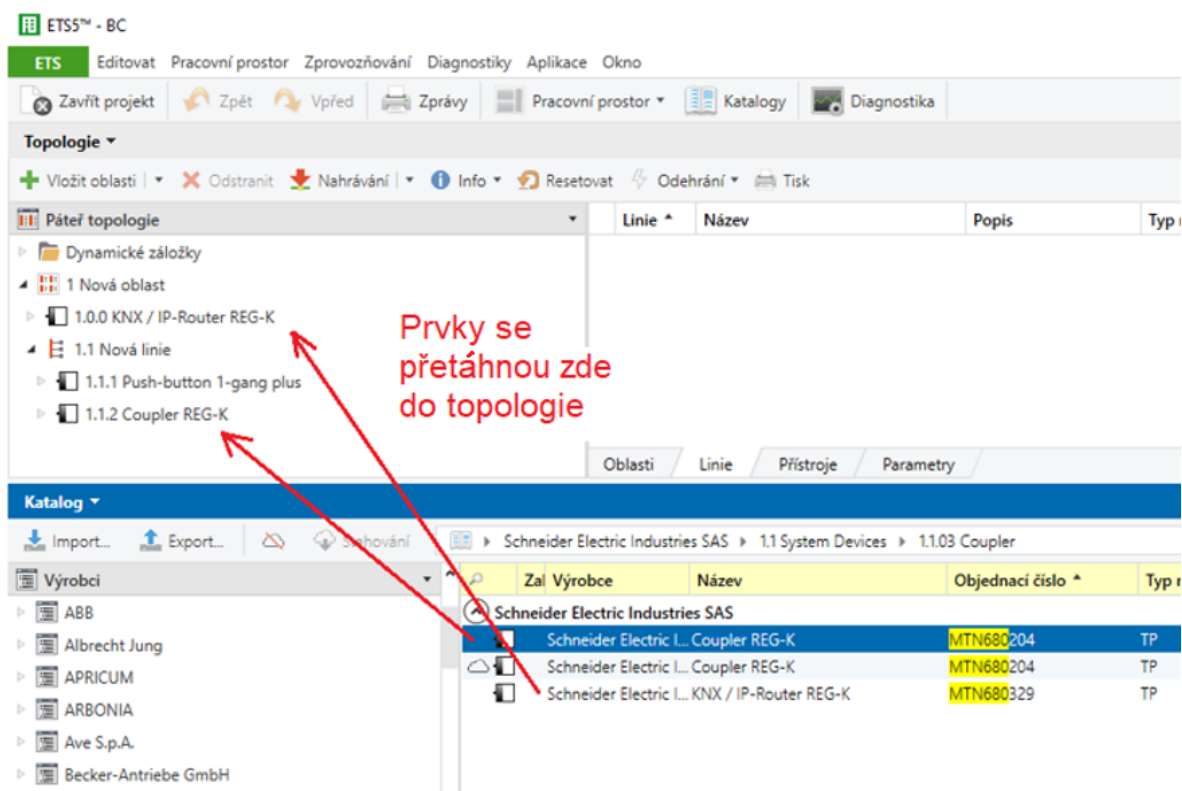 ETS5™ - BC
ETS Editovat Pracovní prostor Zprovozňování Diagnostiky Aplikace Okno
Zavřít projekt Zpět Vpřed Zprávy Pracovní prostor Katalogy Diagnostika
Topologie
Vložit oblasti Odstranit Nahrávání Info Resetovat Odehrání Tisk
Páteř topologie Linie Název Popis Typ
Dynamické záložky
1 Nová oblast
1.0.0 KNX / IP-Router REG-K
1.1 Nová linie
1.1.1 Push-button 1-gang plus
1.1.2 Coupler REG-K
Prvky se
přetáhnou zde
do topologie
Oblasti Linie Přístroje Parametry
Katalog
Import... Export... Stahování Schneider Electric Industries SAS 1.1 System Devices 1.1.03 Coupler
Výrobci Zal Výrobce Název Objednací číslo Typ
ABB
Albrecht Jung
APRICUM
ARBONIA
Ave S.p.A.
Becker-Antriebe GmbH
Schneider Electric Industries SAS
Schneider Electric I... Coupler REG-K MTN680204 TP
Schneider Electric I... Coupler REG-K MTN680204 TP
Schneider Electric I... KNX / IP-Router REG-K MTN680329 TP